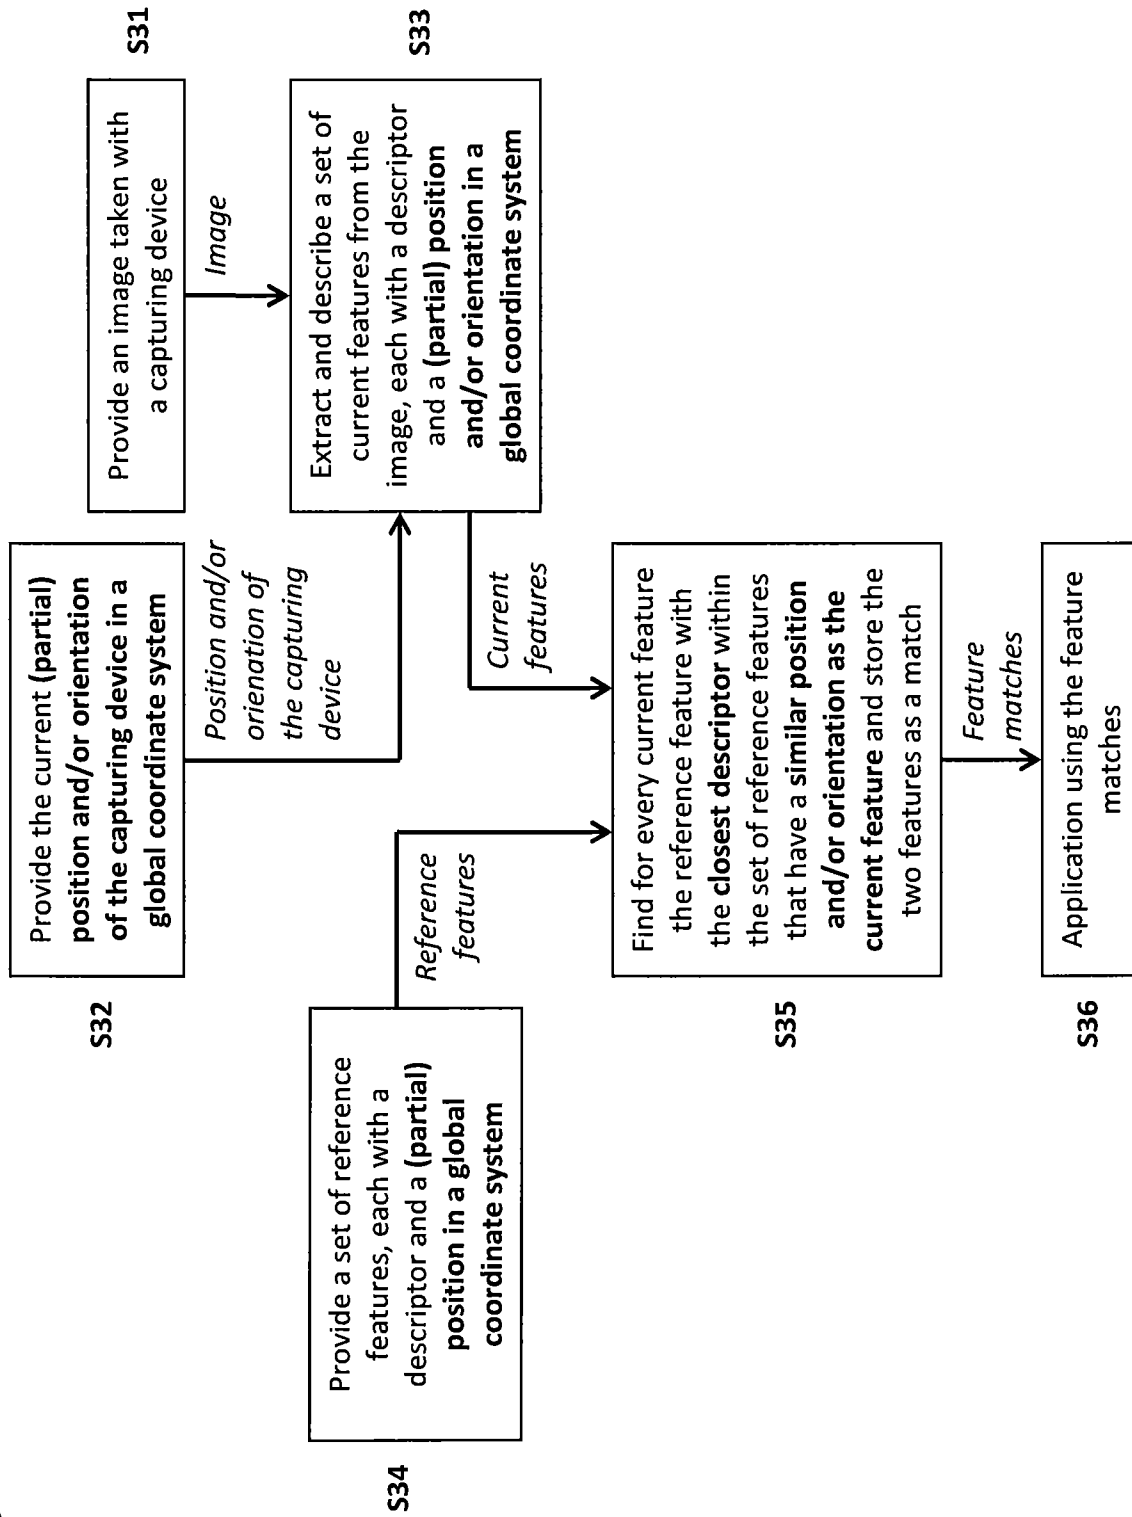 S31
Provide an image taken with
a capturing device
Image
S32
Provide the current (partial)
position and/or orientation
of the capturing device in a
global coordinate system
Position and/or
orienation of
the capturing
device
S33
Extract and describe a set of
current features from the
image, each with a descriptor
and a (partial) position
and/or orientation in a
global coordinate system
Current
features
S34
Provide a set of reference
features, each with a
descriptor and a (partial)
position in a global
coordinate system
Reference
features
S35
Find for every current feature
the reference feature with
the closest descriptor within
the set of reference features
that have a similar position
and/or orientation as the
current feature and store the
two features as a match
Feature
matches
S36
Application using the feature
matches